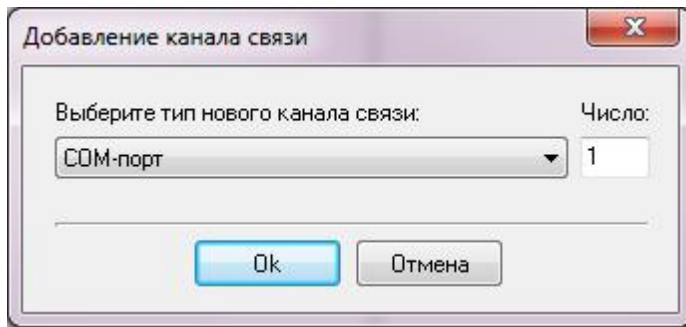 Добавление канала связи
Выберите тип нового канала связи: Число:
COM-порт 1
Ok Отмена